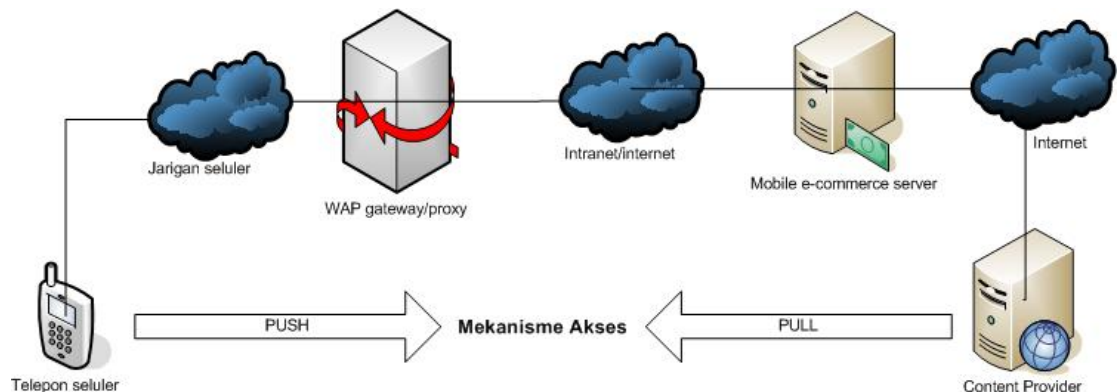 Jarigan seluler
WAP gateway/proxy
Intranet/internet
Mobile e-commerce server
Internet
PUSH
Mekanisme Akses
PULL
Telepon seluler
Content Provider